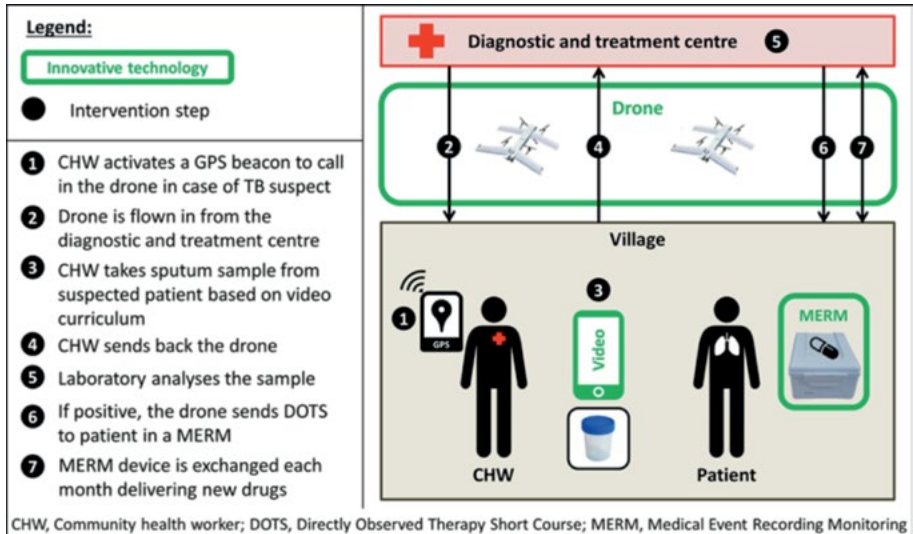 Legend:
Innovative technology
Intervention step
1 CHW activates a GPS beacon to call
in the drone in case of TB suspect
2 Drone is flown in from the
diagnostic and treatment centre
3 CHW takes sputum sample from
suspected patient based on video
curriculum
4 CHW sends back the drone
5 Laboratory analyses the sample
6 If positive, the drone sends DOTS
to patient in a MERM
7 MERM device is exchanged each
month delivering new drugs
Diagnostic and treatment centre 5
Drone
2
4
6
7
Village
1
GPS
3
Video
MERM
CHW
Patient
CHW, Community health worker; DOTS, Directly Observed Therapy Short Course; MERM, Medical Event Recording Monitoring